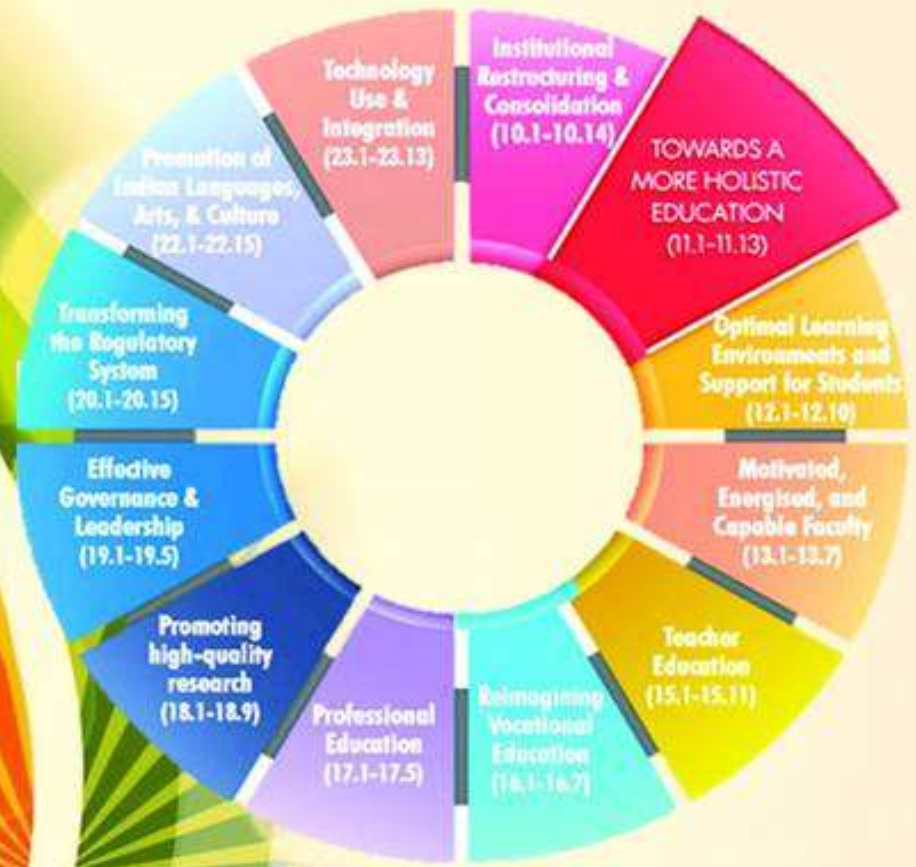 Institutional
Restructuring &
Consolidation
(10.1-10.14)
TOWARDS A
MORE HOLISTIC
EDUCATION
(11.1-11.13)
Optimal Learning
Environments and
Support for Students
(12.1-12.10)
Motivated,
Energised, and
Capable Faculty
(13.1-13.7)
Teacher
Education
(15.1-15.11)
Reimagining
Vocational
Education
(16.1-16.7)
Professional
Education
(17.1-17.5)
Promoting
high-quality
research
(18.1-18.9)
Effective
Governance &
Leadership
(19.1-19.5)
Transforming
the Regulatory
System
(20.1-20.15)
Promotion of
Indian Languages,
Arts, & Culture
(22.1-22.15)
Technology
Use &
Integration
(23.1-23.13)